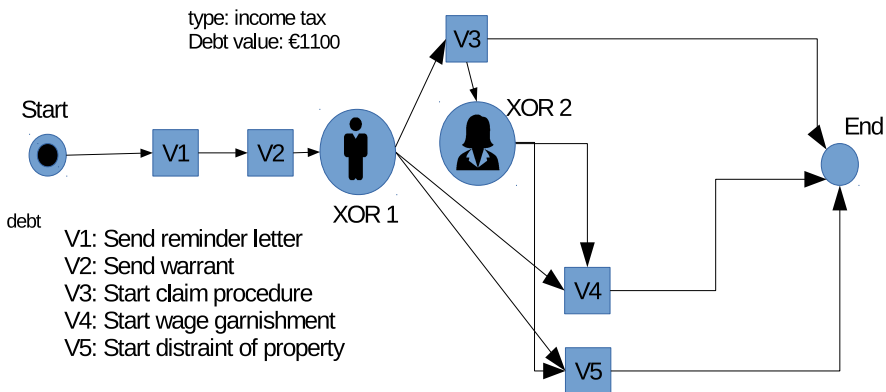 type: income tax
Debt value: €1100
V3
XOR 2
Start
End
V1
V2
XOR 1
debt
V1: Send reminder letter
V2: Send warrant
V3: Start claim procedure
V4: Start wage garnishment
V5: Start distraint of property
V4
V5